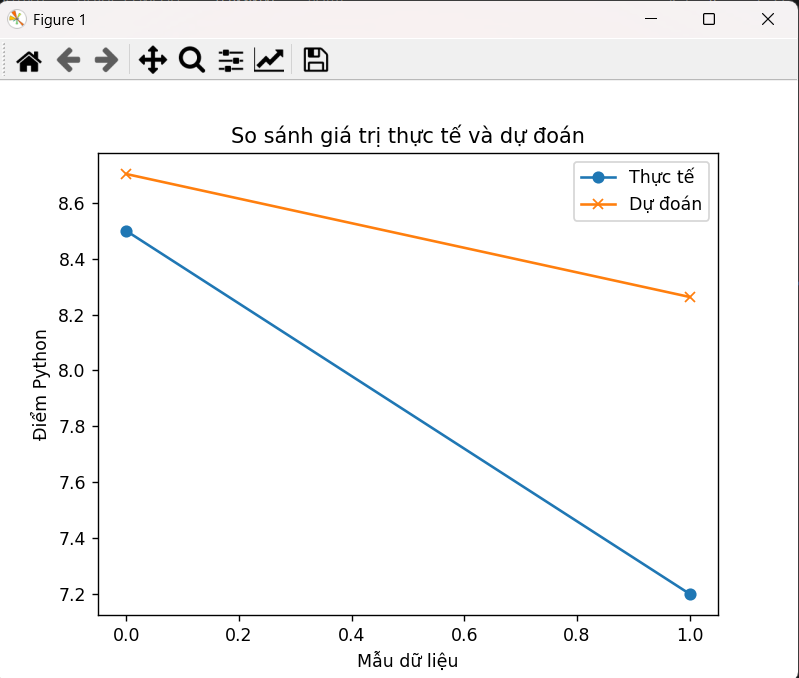 Figure 1
So sánh giá trị thực tế và dự đoán
Thực tế
Dự đoán
Điểm Python
8.6
8.4
8.2
8.0
7.8
7.6
7.4
7.2
0.0 0.2 0.4 0.6 0.8 1.0
Mẫu dữ liệu